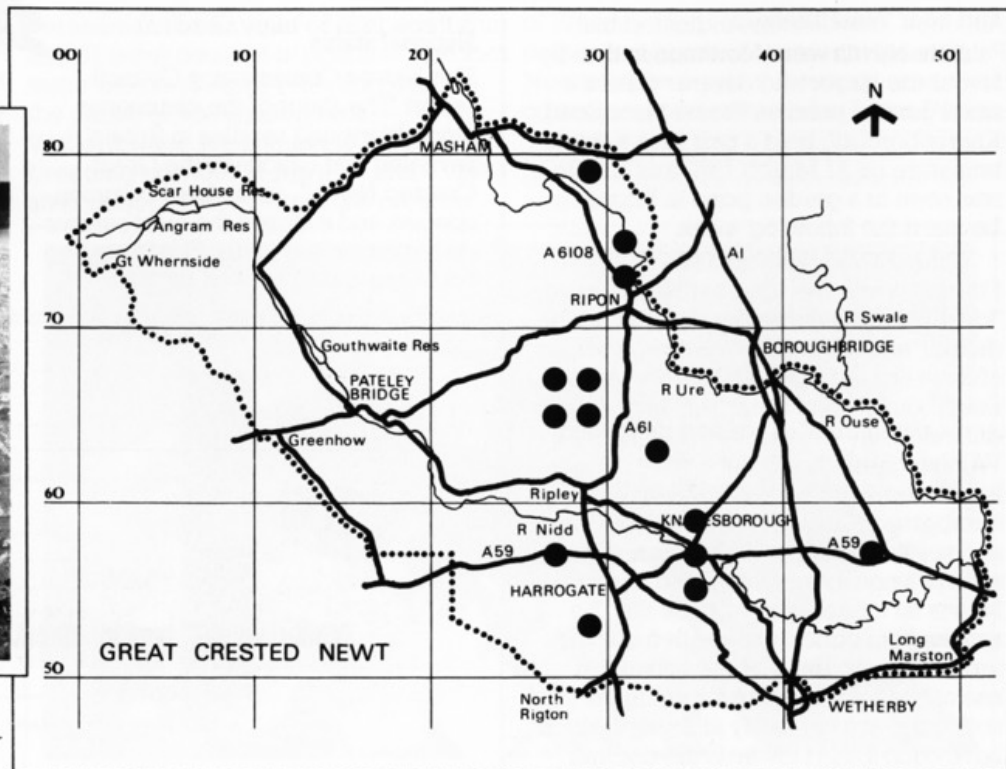 00 10 20 30 40 50
N
80
MASHAM
Scar House Res
Angram Res
Gt Whernside
A 6108
A1
RIPON
R Swale
70
Gouthwaite Res
BOROUGHBRIDGE
PATELEY
BRIDGE
R Ure
R Ouse
A 61
Greenhow
60
Ripley
R Nidd
KNARESBOROUGH
A59
A59
HARROGATE
Long
Marston
GREAT CRESTED NEWT
50
North
Rigton
WETHERBY